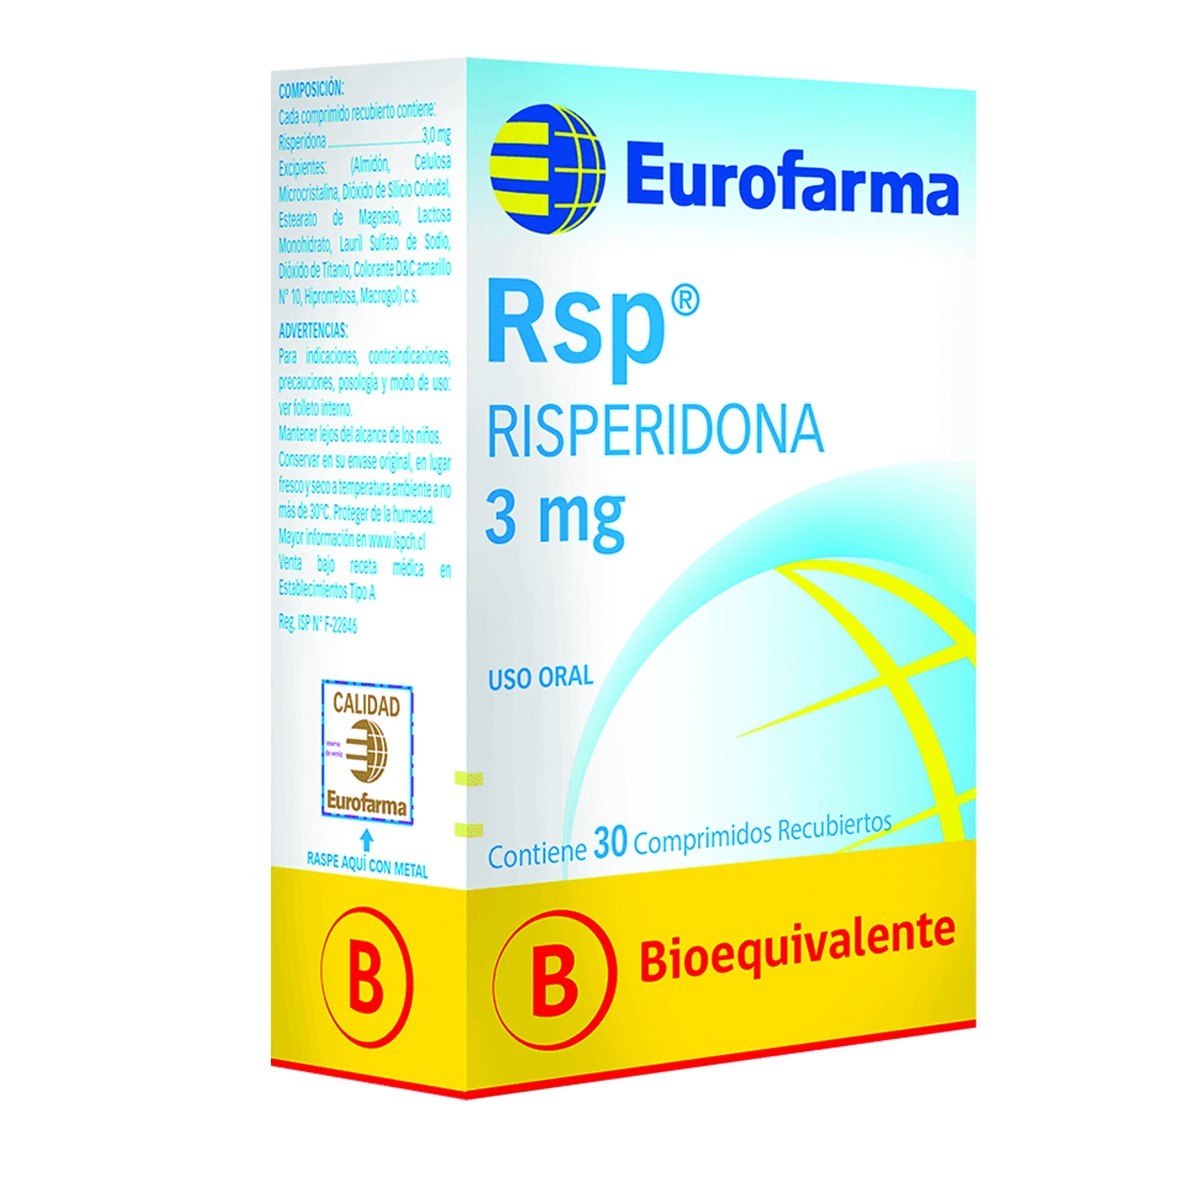 COMPOSICIÓN:
Cada comprimido recubierto contiene:
Risperidona 3,0 mg
Excipientes: (Almidón, Celulosa
Microcristalina, Dióxido de Silicio Coloidal,
Estearato de Magnesio, Lactosa
Monohidrato, Lauril Sulfato de Sodio,
Dióxido de Titanio, Colorante D&C amarillo
N° 10, Hipromelosa, Macrogol) c.s.
ADVERTENCIAS:
Para indicaciones, contraindicaciones,
precauciones, posología y modo de uso:
ver folleto interno.
Mantener lejos del alcance de los niños.
Conservar en su envase original, en lugar
fresco y seco a temperatura ambiente a no
más de 30°C. Proteger de la humedad.
Mayor información en www.ispch.cl
Venta bajo receta médica en
Establecimientos Tipo A
Reg. ISP N° F-22846
CALIDAD
reserva
de barniz
Eurofarma
RASPE AQUÍ CON METAL
B
Eurofarma
Rsp®
RISPERIDONA
3 mg
USO ORAL
Contiene 30 Comprimidos Recubiertos
B Bioequivalente